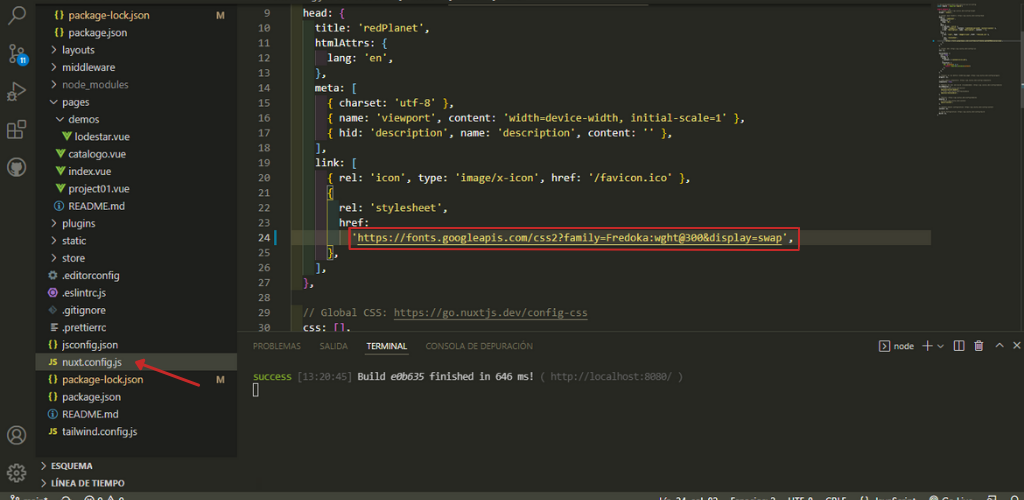 package-lock.json M
package.json
layouts
middleware
node_modules
pages
demos
lodestar.vue
catalogo.vue
index.vue
project01.vue
README.md
plugins
static
store
.editorconfig
.eslintrc.js
.gitignore
.prettierrc
jsconfig.json
JS nuxt.config.js
package-lock.json M
package.json
README.md
JS tailwind.config.js
ESQUEMA
LÍNEA DE TIEMPO
11
9 head: {
10 title: 'redPlanet',
11 htmlAttrs: {
12 lang: 'en',
13 },
14 meta: [
15 { charset: 'utf-8' },
16 { name: 'viewport', content: 'width=device-width, initial-scale=1' },
17 { hid: 'description', name: 'description', content: '' },
18 ],
19 link: [
20 { rel: 'icon', type: 'image/x-icon', href: '/favicon.ico' },
21 {
22 rel: 'stylesheet',
23 href:
24 'https://fonts.googleapis.com/css2?family=Fredoka:wght@300&display=swap',
25 },
26 ],
27 },
28
29 // Global CSS: https://go.nuxtjs.dev/config-css
30 css: [],
PROBLEMAS SALIDA TERMINAL CONSOLA DE DEPURACIÓN
node
success [13:20:45] Build e0b635 finished in 646 ms! ( http://localhost:8080/ )